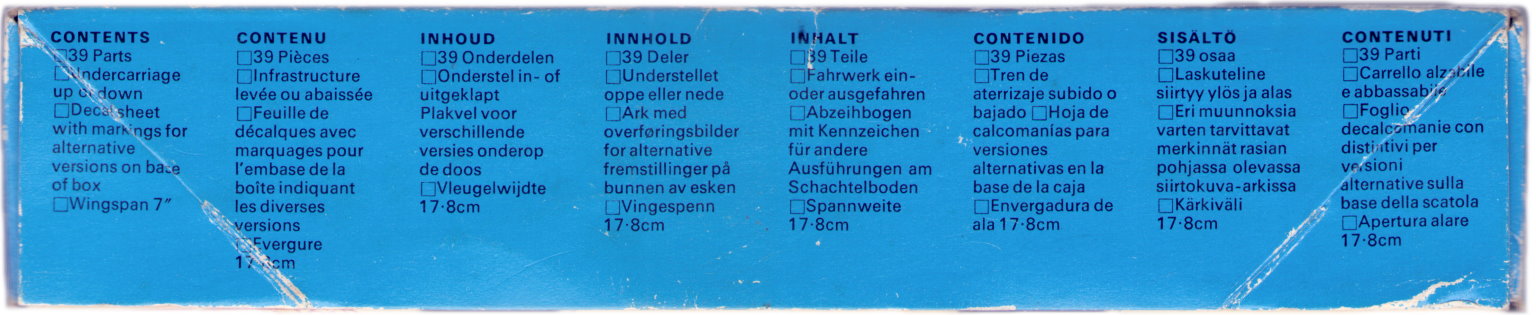 CONTENTS
□39 Parts
□Undercarriage
up or down
□Decal sheet
with markings for
alternative
versions on base
of box
□Wingspan 7″
CONTENU
□39 Pièces
□Infrastructure
levée ou abaissée
□Feuille de
décalques avec
marquages pour
l'embase de la
boîte indiquant
les diverses
versions
□Evergure
17·8cm
INHOUD
□39 Onderdelen
□Onderstel in- of
uitgeklapt
Plakvel voor
verschillende
versies onderop
de doos
□Vleugelwijdte
17·8cm
INNHOLD
□39 Deler
□Understellet
oppe eller nede
□Ark med
overføringsbilder
for alternative
fremstillinger på
bunnen av esken
□Vingespenn
17·8cm
INHALT
□39 Teile
□Fahrwerk ein-
oder ausgefahren
□Abzeihbogen
mit Kennzeichen
für andere
Ausführungen am
Schachtelboden
□Spannweite
17·8cm
CONTENIDO
□39 Piezas
□Tren de
aterrizaje subido o
bajado □Hoja de
calcomanías para
versiones
alternativas en la
base de la caja
□Envergadura de
ala 17·8cm
SISÄLTÖ
□39 osaa
□Laskuteline
siirtyy ylös ja alas
□Eri muunnoksia
varten tarvittavat
merkinnät rasian
pohjassa olevassa
siirtokuva-arkissa
□Kärkiväli
17·8cm
CONTENUTI
□39 Parti
□Carrello alzabile
e abbassabile
□Foglio
decalcomanie con
distintivi per
versioni
alternative sulla
base della scatola
□Apertura alare
17·8cm